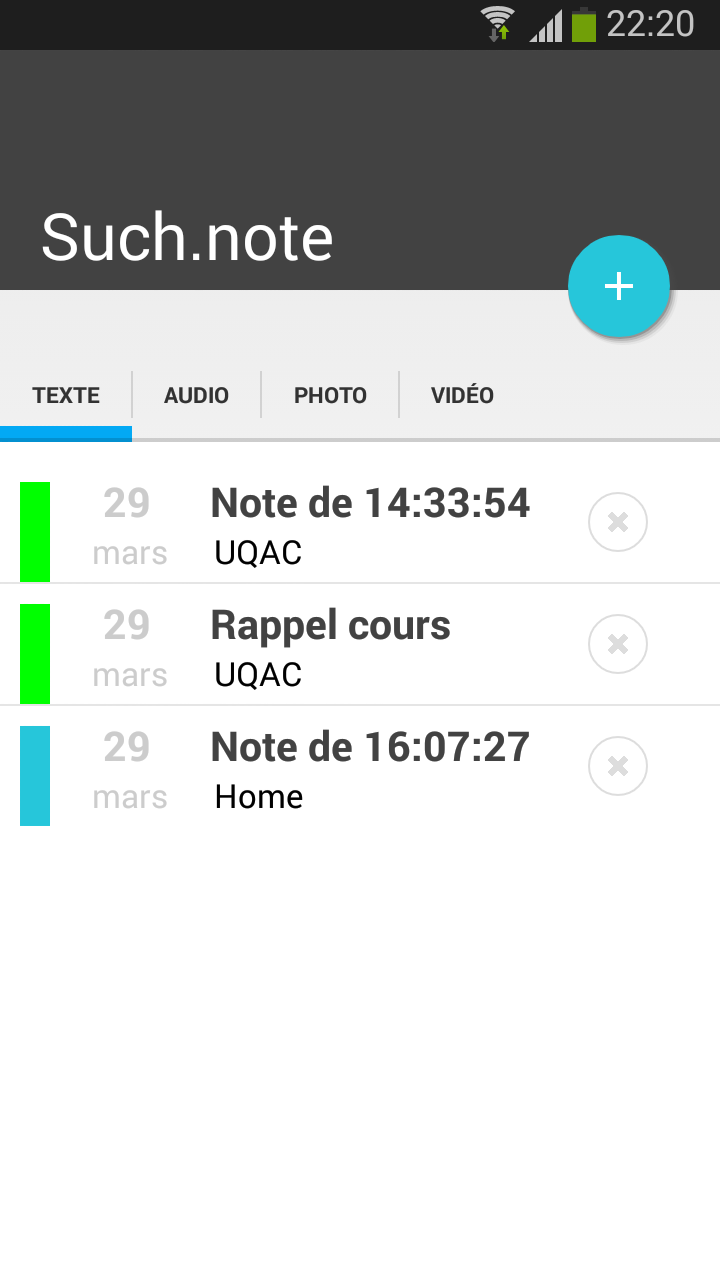 22:20
Such.note
+
TEXTE AUDIO PHOTO VIDÉO
29 Note de 14:33:54
mars UQAC
29 Rappel cours
mars UQAC
29 Note de 16:07:27
mars Home